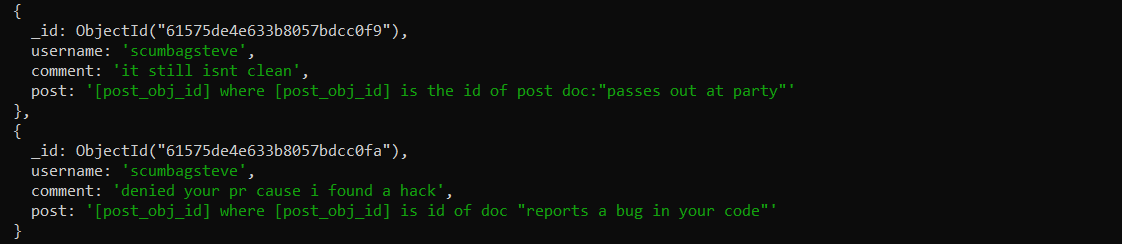 {
_id: ObjectId("61575de4e633b8057bdcc0f9"),
username: 'scumbagsteve',
comment: 'it still isnt clean',
post: '[post_obj_id] where [post_obj_id] is the id of post doc:"passes out at party"'
},
{
_id: ObjectId("61575de4e633b8057bdcc0fa"),
username: 'scumbagsteve',
comment: 'denied your pr cause i found a hack',
post: '[post_obj_id] where [post_obj_id] is id of doc "reports a bug in your code"'
}